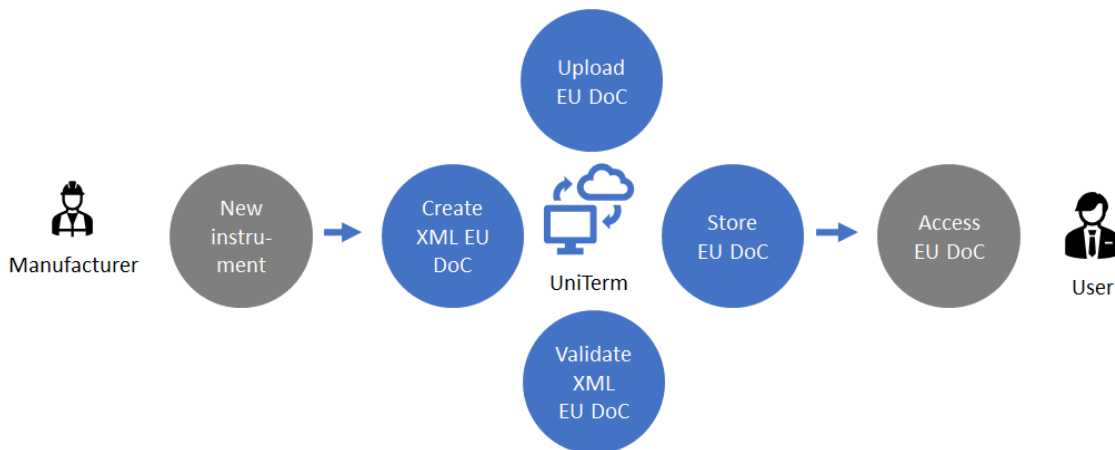 Upload
EU DoC
Manufacturer
New
instru-
ment
Create
XML EU
DoC
UniTerm
Store
EU DoC
Access
EU DoC
User
Validate
XML
EU DoC